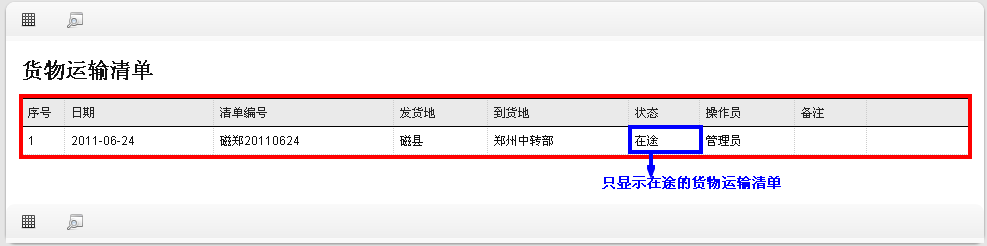 货物运输清单
序号 日期 清单编号 发货地 到货地 状态 操作员 备注
1 2011-06-24 磁郑20110624 磁县 郑州中转部 在途 管理员
只显示在途的货物运输清单